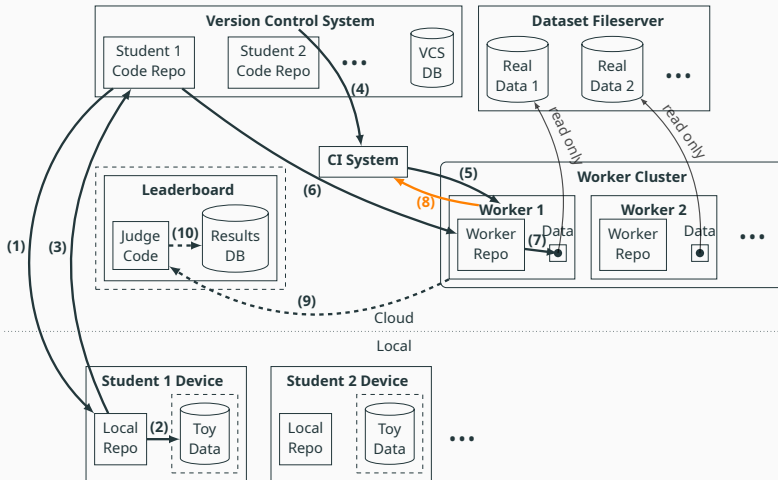 Version Control System
Dataset Fileserver
Student 1
Code Repo
Student 2
Code Repo
VCS
DB
Real
Data 1
Real
Data 2
(4)
read only
read only
CI System
(5)
(6)
(8)
Worker Cluster
Leaderboard
Worker 1
Worker 2
Judge
Code
(10)
Results
DB
Worker
Repo
(7)
Data
Worker
Repo
Data
(1)
(3)
(9)
Cloud
Local
Student 1 Device
Student 2 Device
Local
Repo
(2)
Toy
Data
Local
Repo
Toy
Data